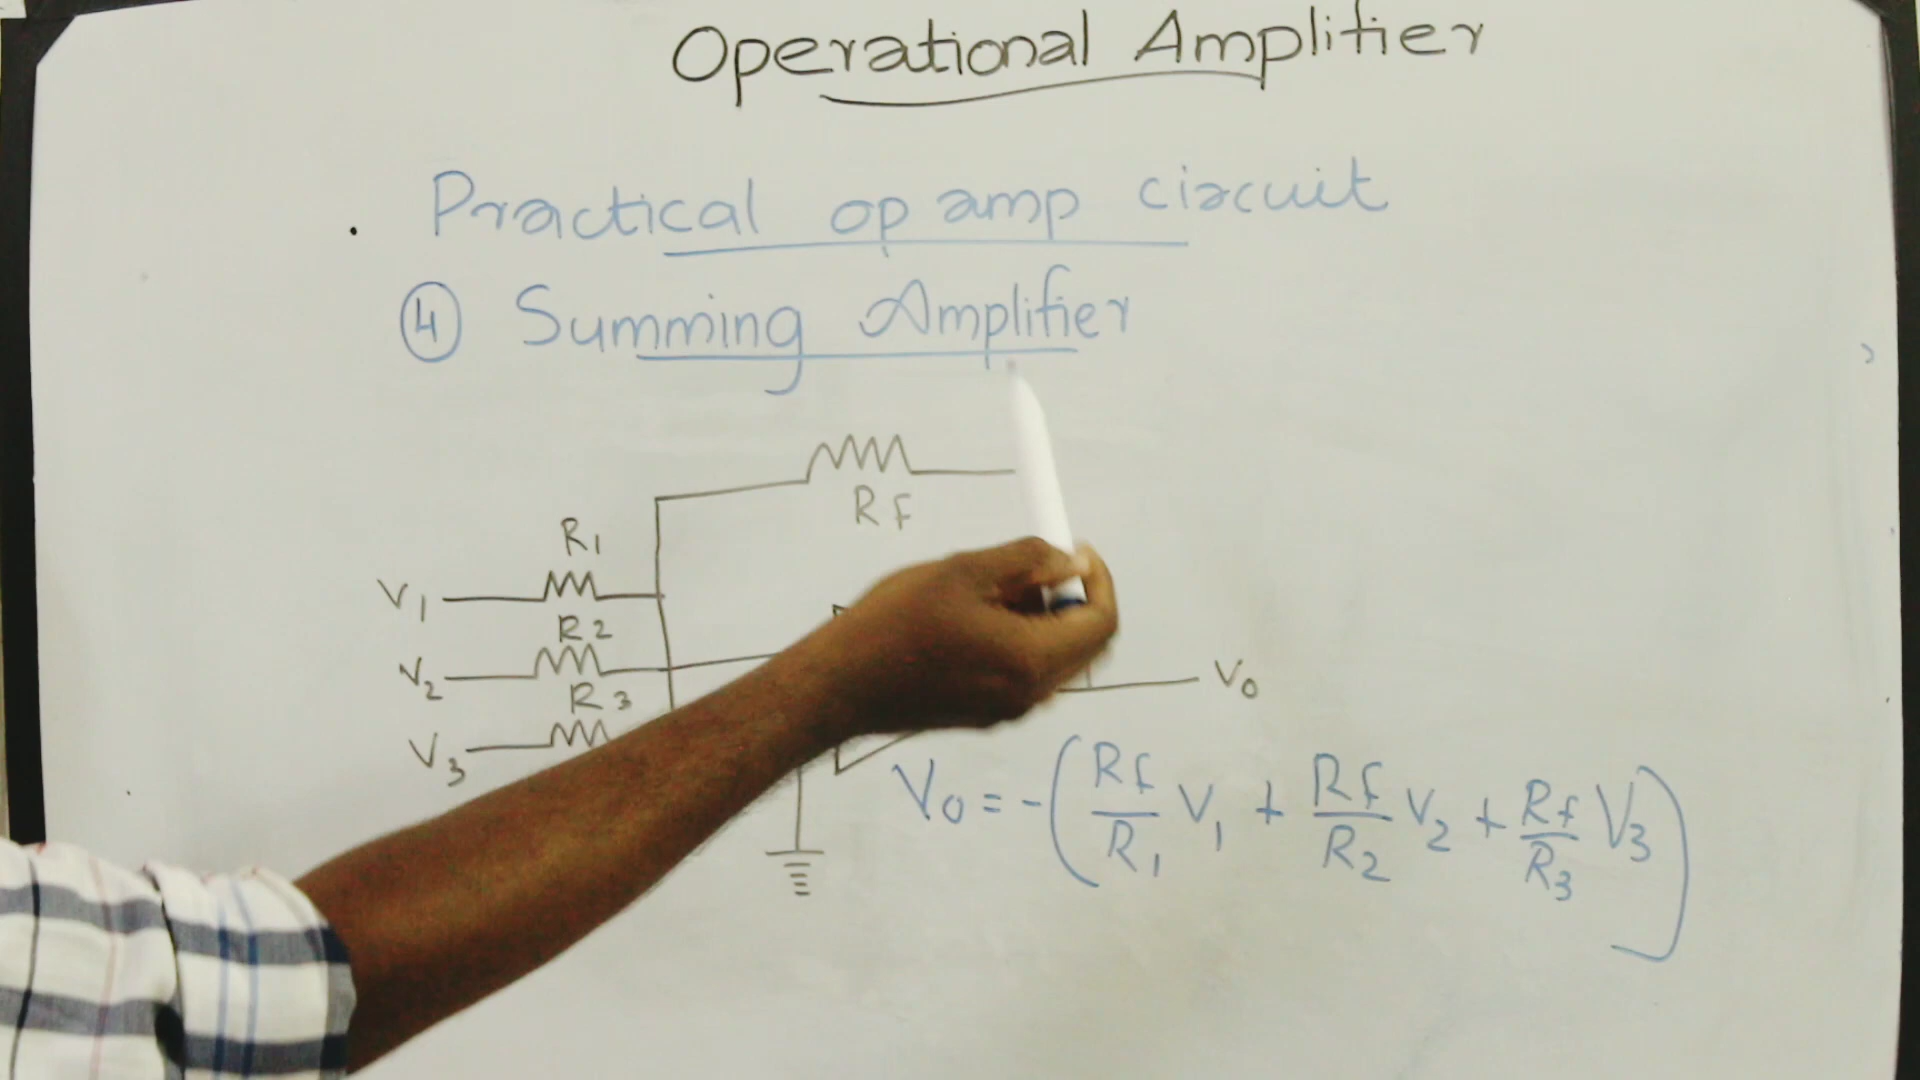 Operational Amplifier
Practical op amp circuit
4 Summing Amplifier
Rf
R1
V1
R2
V2
R3
V3
Vo
Vo = -(Rf/R1 V1 + Rf/R2 V2 + Rf/R3 V3)